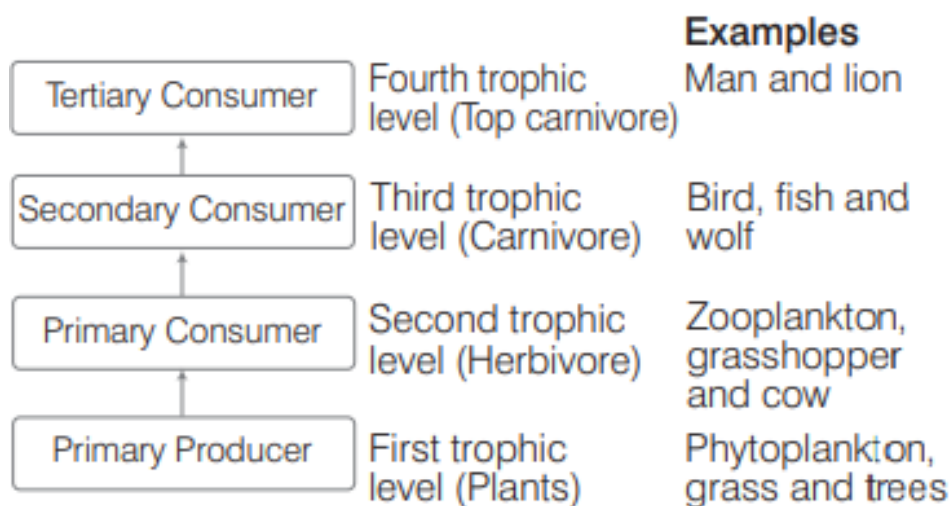 Examples
Tertiary Consumer
Fourth trophic
level (Top carnivore)
Man and lion
Secondary Consumer
Third trophic
level (Carnivore)
Bird, fish and
wolf
Primary Consumer
Second trophic
level (Herbivore)
Zooplankton,
grasshopper
and cow
Primary Producer
First trophic
level (Plants)
Phytoplankton,
grass and trees